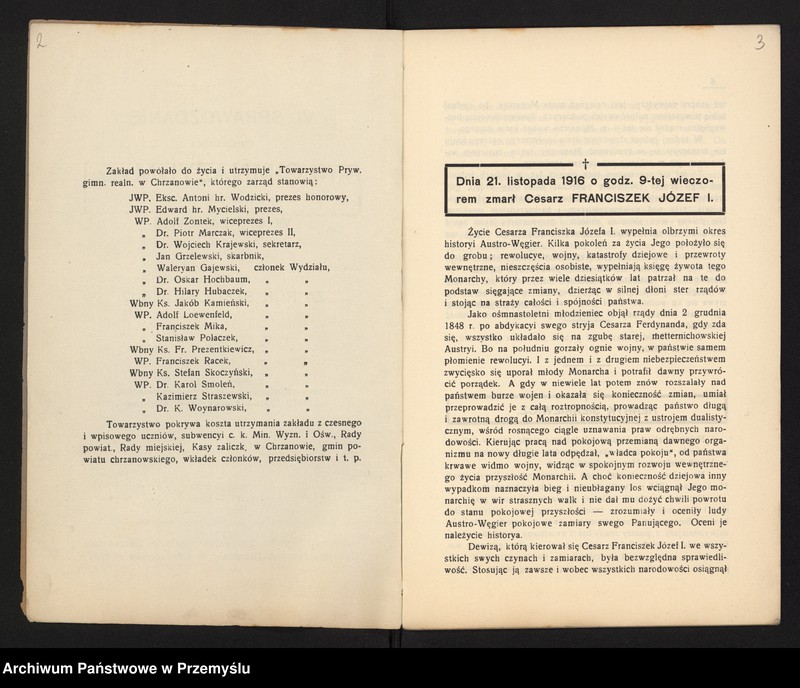 2
Zakład powołało do życia i utrzymuje „Towarzystwo Pryw.
gimn. realn. w Chrzanowie“, którego zarząd stanowią:
JWP. Eksc. Antoni hr. Wodzicki, prezes honorowy,
JWP. Edward hr. Mycielski, prezes,
WP. Adolf Zontek, wiceprezes I,
„ Dr. Piotr Marczak, wiceprezes II,
„ Dr. Wojciech Krajewski, sekretarz,
„ Jan Grzelewski, skarbnik,
„ Waleryan Gajewski, członek Wydziału,
„ Dr. Oskar Hochbaum, „ „
„ Dr. Hilary Hubaczek, „ „
Wbny Ks. Jakób Kamieński, „ „
WP. Adolf Loewenfeld, „ „
„ Franciszek Mika, „ „
„ Stanisław Polaczek, „ „
Wbny Ks. Fr. Prezentkiewicz, „ „
WP. Franciszek Racek, „ „
Wbny Ks. Stefan Skoczyński, „ „
WP. Dr. Karol Smoleń, „ „
„ Kazimierz Straszewski, „ „
„ Dr. K. Woynarowski, „ „
Towarzystwo pokrywa koszta utrzymania zakładu z czesnego
i wpisowego uczniów, subwencyi c. k. Min. Wyzn. i Ośw., Rady
powiat., Rady miejskiej, Kasy zaliczk. w Chrzanowie, gmin po-
wiatu chrzanowskiego, wkładek członków, przedsiębiorstw i t. p.
3
†
Dnia 21. listopada 1916 o godz. 9-tej wieczo-
rem zmarł Cesarz FRANCISZEK JÓZEF I.
Życie Cesarza Franciszka Józefa I. wypełnia olbrzymi okres
historyi Austro-Węgier. Kilka pokoleń za życia Jego położyło się
do grobu; rewolucye, wojny, katastrofy dziejowe i przewroty
wewnętrzne, nieszczęścia osobiste, wypełniają księgę żywota tego
Monarchy, który przez wiele dziesiątków lat patrzał na te do
podstaw sięgające zmiany, dzierżąc w silnej dłoni ster rządów
i stojąc na straży całości i spójności państwa.
Jako ośmnastoletni młodzieniec objął rządy dnia 2 grudnia
1848 r. po abdykacyi swego stryja Cesarza Ferdynanda, gdy zda
się, wszystko układało się na zgubę starej, metternichowskiej
Austryi. Bo na południu gorzały ognie wojny, w państwie samem
płomienie rewolucyi. I z jednem i z drugiem niebezpieczeństwem
zwycięsko się uporał młody Monarcha i potrafił dawny przywró-
cić porządek. A gdy w niewiele lat potem znów rozszalały nad
państwem burze wojen i okazała się konieczność zmian, umiał
przeprowadzić je z całą roztropnością, prowadząc państwo długą
i zawrotną drogą do Monarchii konstytucyjnej z ustrojem dualisty-
cznym, wśród rosnącego ciągle uznawania praw odrębnych naro-
dowości. Kierując pracą nad pokojową przemianą dawnego orga-
nizmu na nowy długie lata odpędzał, „władca pokoju“, od państwa
krwawe widmo wojny, widząc w spokojnym rozwoju wewnętrzne-
go życia przyszłość Monarchii. A choć konieczność dziejowa inny
wypadkom naznaczyła bieg i nieubłagany los wciągnął Jego mo-
narchię w wir strasznych walk i nie dał mu dożyć chwili powrotu
do stanu pokojowej przyszłości — zrozumiały i oceniły ludy
Austro-Węgier pokojowe zamiary swego Panującego. Oceni je
należycie historya.
Dewizą, którą kierował się Cesarz Franciszek Józef I. we wszy-
stkich swych czynach i zamiarach, była bezwzględna sprawiedli-
wość. Stosując ją zawsze i wobec wszystkich narodowości osiągnął
Archiwum Państwowe w Przemyślu